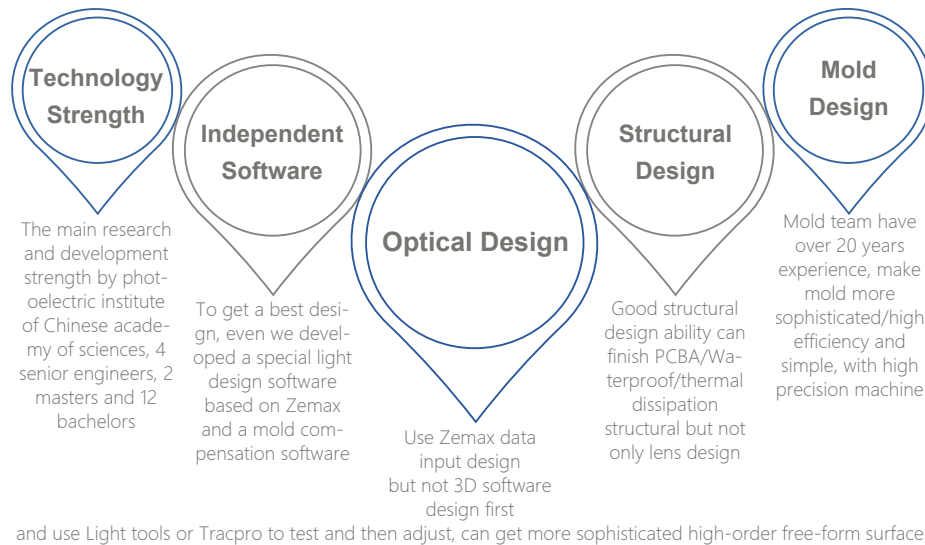 Technology
Strength
The main research
and development
strength by phot-
oelectric institute
of Chinese acade-
my of sciences, 4
senior engineers, 2
masters and 12
bachelors
Independent
Software
To get a best desi-
gn, even we devel-
oped a special light
design software
based on Zemax
and a mold com-
pensation software
Optical Design
Use Zemax data
input design
but not 3D software
design first
and use Light tools or Tracpro to test and then adjust, can get more sophisticated high-order free-form surface
Structural
Design
Good structural
design ability can
finish PCBA/Wa-
terproof/thermal
dissipation
structural but not
only lens design
Mold
Design
Mold team have
over 20 years
experience, make
mold more
sophisticated/high
efficiency and
simple, with high
precision machine